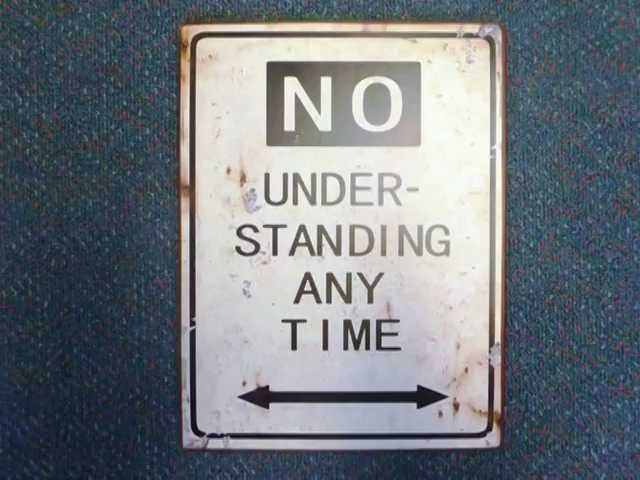 NO
UNDER-
STANDING
ANY
TIME